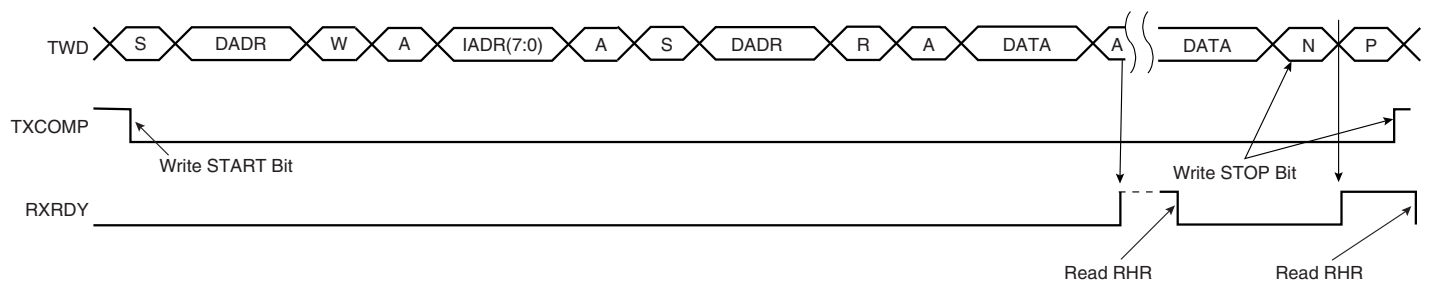 TWD S DADR W A IADR(7:0) A S DADR R A DATA A DATA N P
TXCOMP
Write START Bit
Write STOP Bit
RXRDY
Read RHR Read RHR